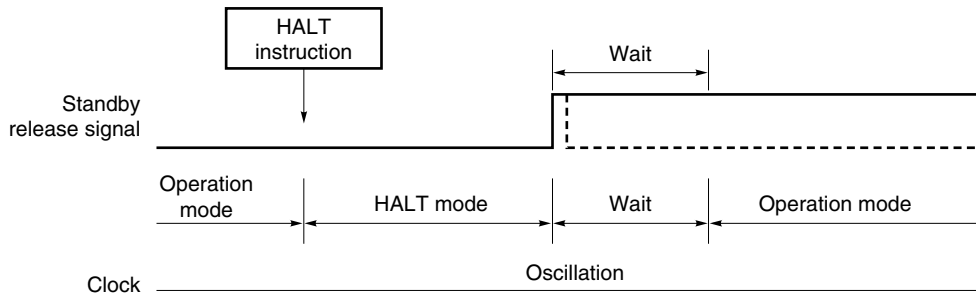 HALT
instruction
Wait
Standby
release signal
Operation
mode
HALT mode
Wait
Operation mode
Oscillation
Clock